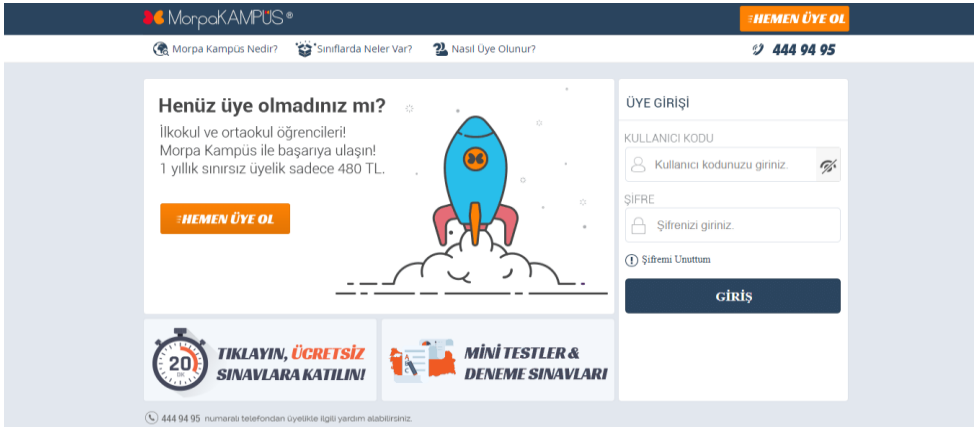 MorpaKAMPÜS®
HEMEN ÜYE OL
Morpa Kampüs Nedir?
Sınıflarda Neler Var?
Nasıl Üye Olunur?
444 94 95
Henüz üye olmadınız mı?
İlkokul ve ortaokul öğrencileri!
Morpa Kampüs ile başarıya ulaşın!
1 yıllık sınırsız üyelik sadece 480 TL.
HEMEN ÜYE OL
ÜYE GİRİŞİ
KULLANICI KODU
Kullanıcı kodunuzu giriniz.
ŞİFRE
Şifrenizi giriniz.
Şifremi Unuttum
GİRİŞ
20
DK
TIKLAYIN, ÜCRETSİZ
SINAVLARA KATILIN!
A
B
C
MİNİ TESTLER &
DENEME SINAVLARI
444 94 95 numaralı telefondan üyelikle ilgili yardım alabilirsiniz.